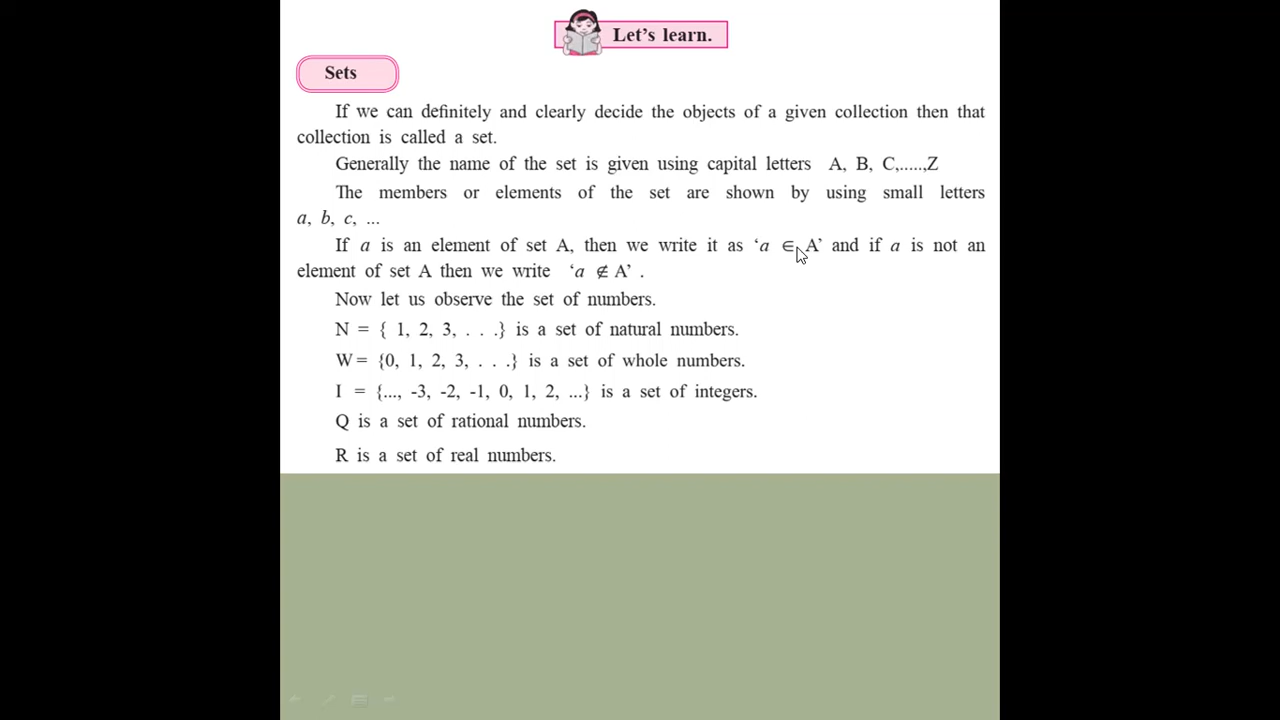 Let's learn.
Sets
If we can definitely and clearly decide the objects of a given collection then that
collection is called a set.
Generally the name of the set is given using capital letters A, B, C,.....,Z
The members or elements of the set are shown by using small letters
a, b, c, ...
If a is an element of set A, then we write it as ‘a ∈ A’ and if a is not an
element of set A then we write ‘a ∉ A’ .
Now let us observe the set of numbers.
N = { 1, 2, 3, . . .} is a set of natural numbers.
W= {0, 1, 2, 3, . . .} is a set of whole numbers.
I = {..., -3, -2, -1, 0, 1, 2, ...} is a set of integers.
Q is a set of rational numbers.
R is a set of real numbers.